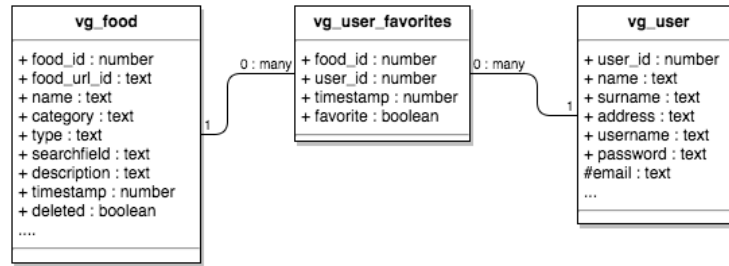 vg_food
+ food_id : number
+ food_url_id : text
+ name : text
+ category : text
+ type : text
+ searchfield : text
+ description : text
+ timestamp : number
+ deleted : boolean
....
1
0 : many
vg_user_favorites
+ food_id : number
+ user_id : number
+ timestamp : number
+ favorite : boolean
0 : many
1
vg_user
+ user_id : number
+ name : text
+ surname : text
+ address : text
+ username : text
+ password : text
#email : text
...